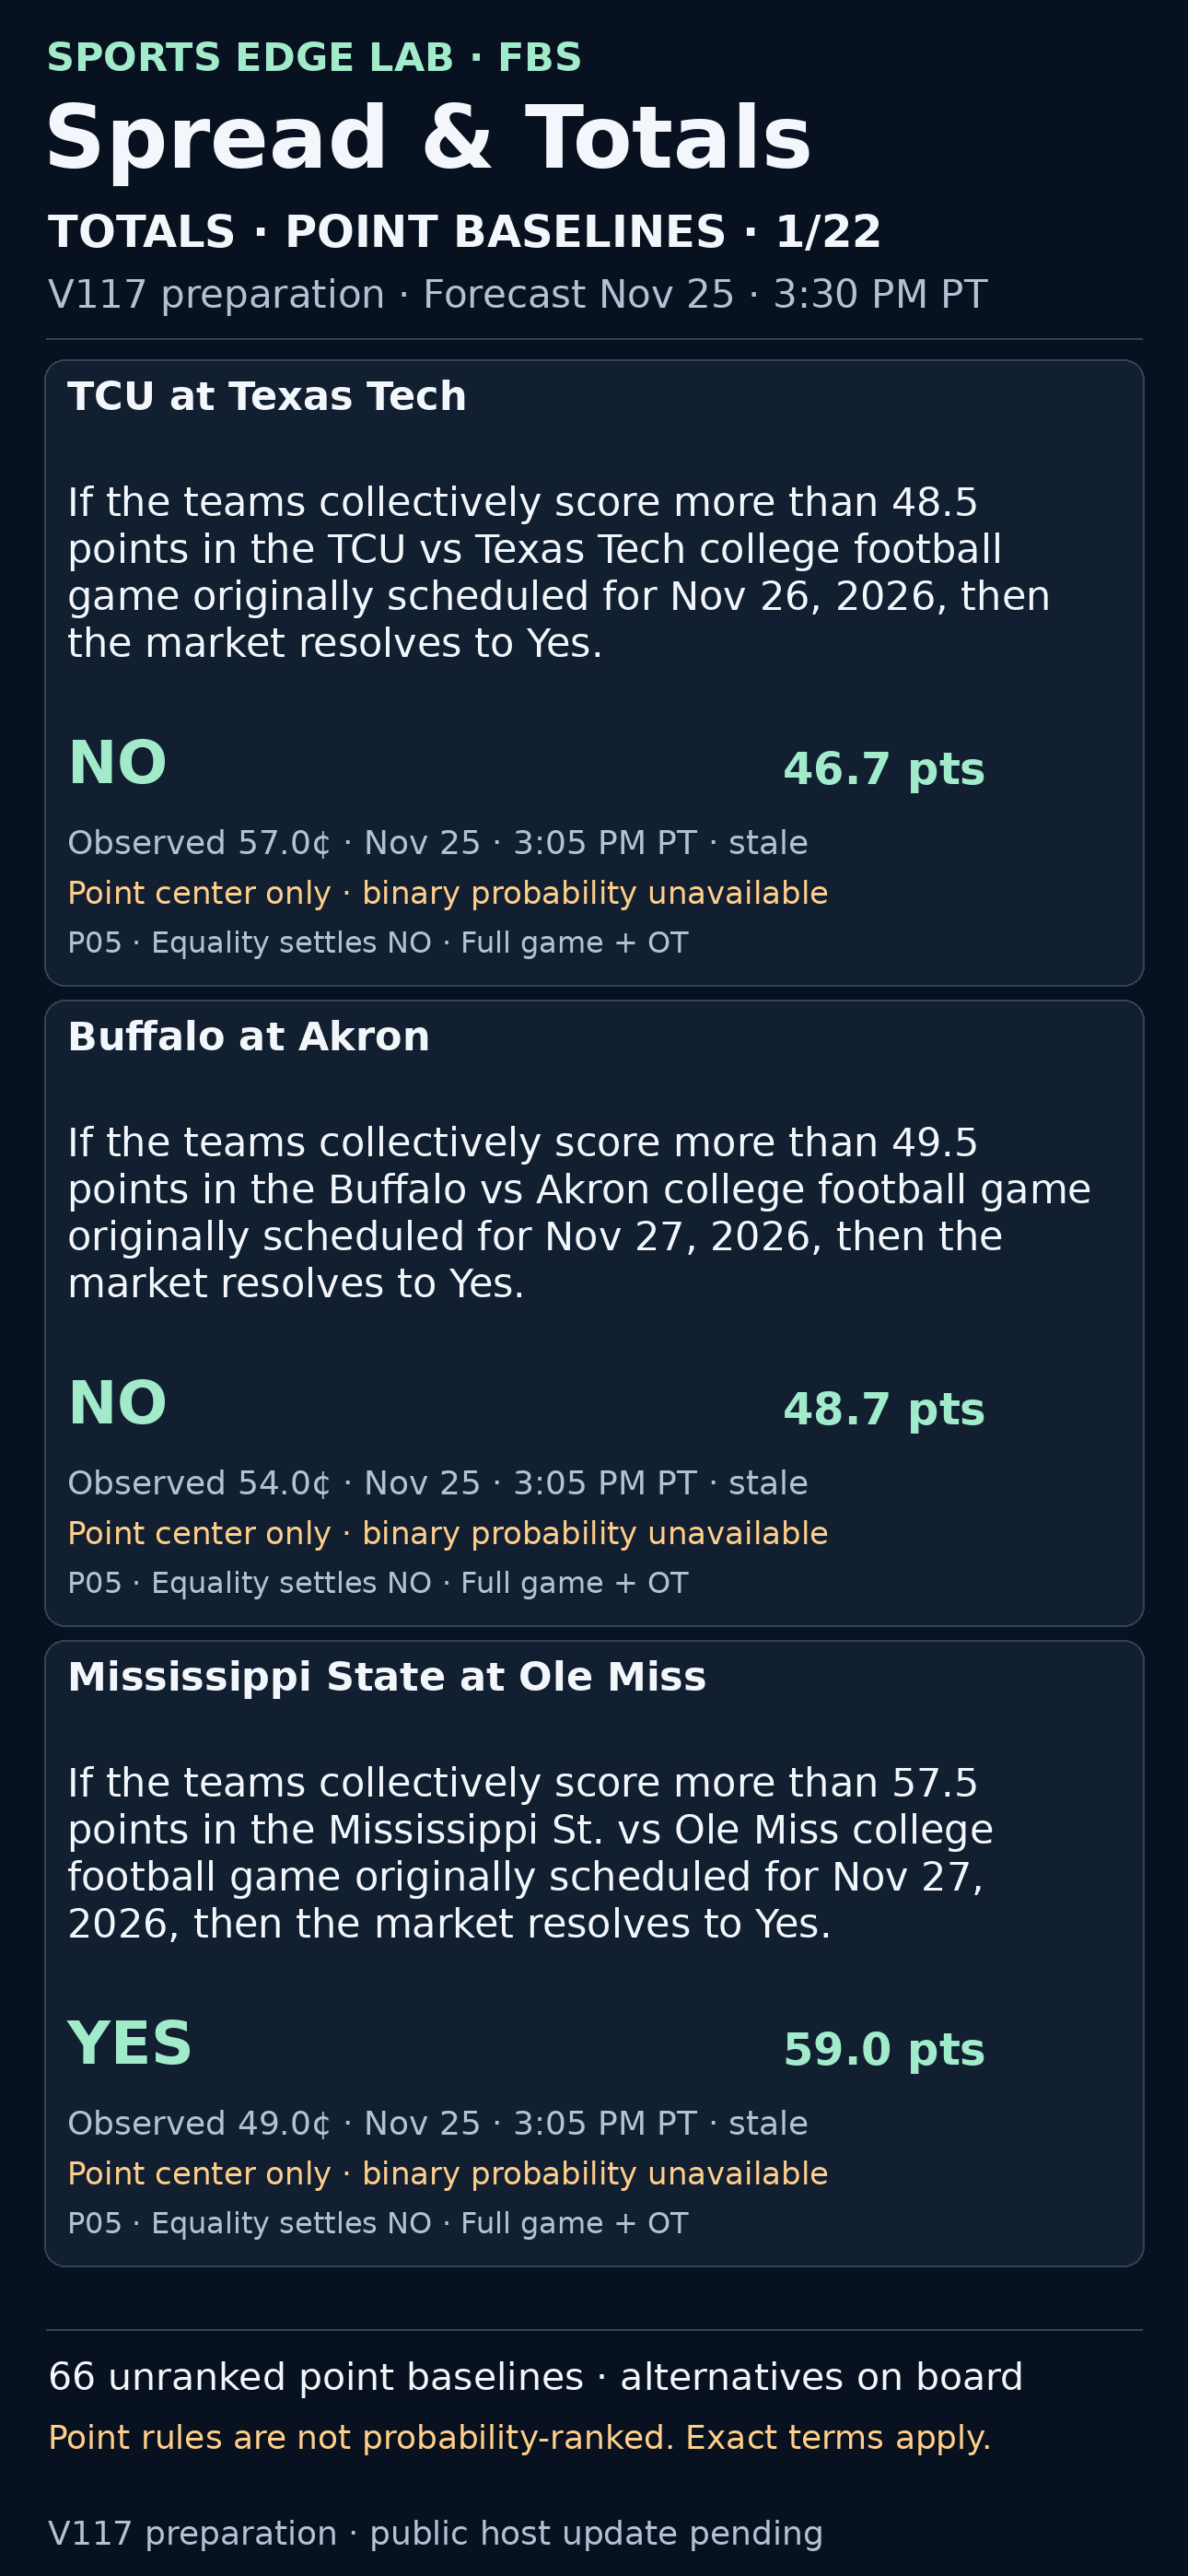 SPORTS EDGE LAB · FBS
Spread & Totals
TOTALS · POINT BASELINES · 1/22
V117 preparation · Forecast Nov 25 · 3:30 PM PT
TCU at Texas Tech
If the teams collectively score more than 48.5
points in the TCU vs Texas Tech college football
game originally scheduled for Nov 26, 2026, then
the market resolves to Yes.
NO 46.7 pts
Observed 57.0¢ · Nov 25 · 3:05 PM PT · stale
Point center only · binary probability unavailable
P05 · Equality settles NO · Full game + OT
Buffalo at Akron
If the teams collectively score more than 49.5
points in the Buffalo vs Akron college football game
originally scheduled for Nov 27, 2026, then the
market resolves to Yes.
NO 48.7 pts
Observed 54.0¢ · Nov 25 · 3:05 PM PT · stale
Point center only · binary probability unavailable
P05 · Equality settles NO · Full game + OT
Mississippi State at Ole Miss
If the teams collectively score more than 57.5
points in the Mississippi St. vs Ole Miss college
football game originally scheduled for Nov 27,
2026, then the market resolves to Yes.
YES 59.0 pts
Observed 49.0¢ · Nov 25 · 3:05 PM PT · stale
Point center only · binary probability unavailable
P05 · Equality settles NO · Full game + OT
66 unranked point baselines · alternatives on board
Point rules are not probability-ranked. Exact terms apply.
V117 preparation · public host update pending